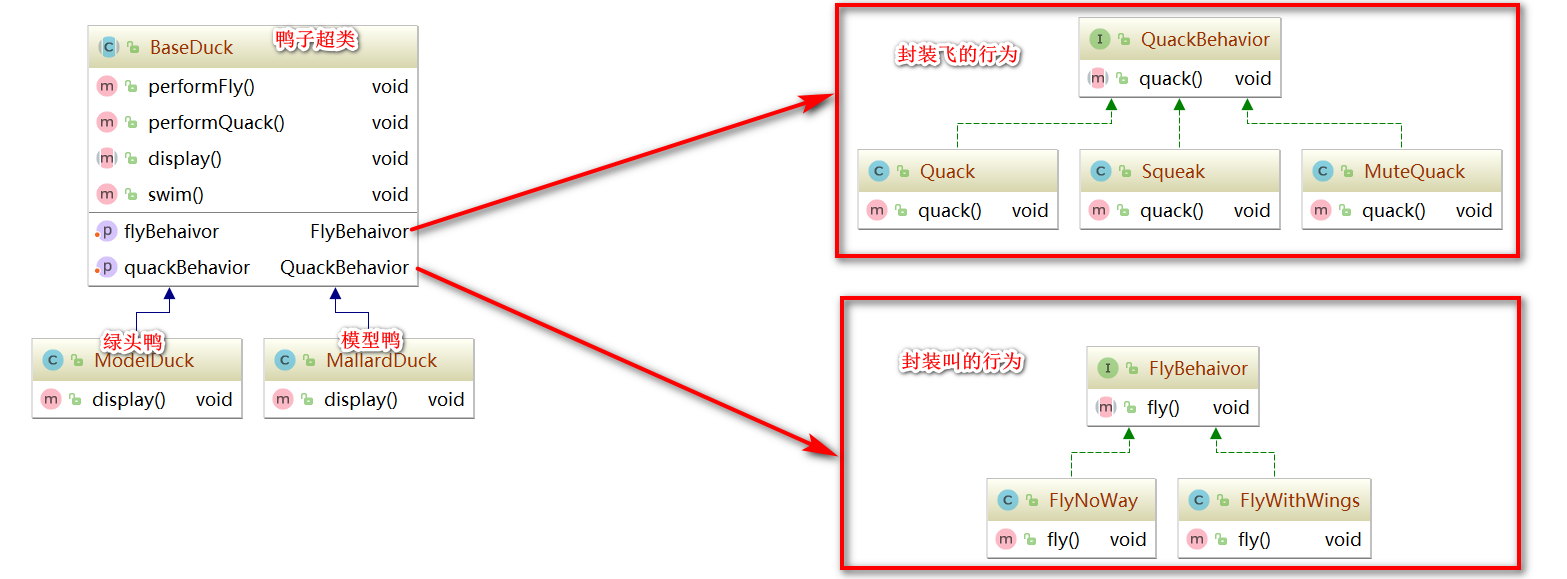 BaseDuck
鸭子超类
performFly() void
performQuack() void
display() void
swim() void
flyBehaivor FlyBehaivor
quackBehavior QuackBehavior
绿头鸭
ModelDuck
display() void
模型鸭
MallardDuck
display() void
封装飞的行为
QuackBehavior
quack() void
Quack
quack() void
Squeak
quack() void
MuteQuack
quack() void
封装叫的行为
FlyBehaivor
fly() void
FlyNoWay
fly() void
FlyWithWings
fly() void